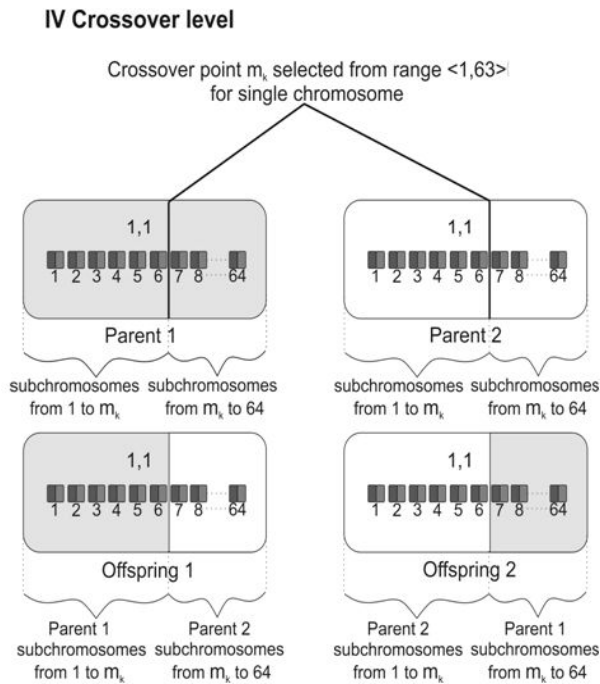 IV Crossover level
Crossover point mₖ selected from range <1,63>
for single chromosome
1,1
1 2 3 4 5 6 7 8 64
Parent 1
subchromosomes
from 1 to mₖ
subchromosomes
from mₖ to 64
1,1
1 2 3 4 5 6 7 8 64
Parent 2
subchromosomes
from 1 to mₖ
subchromosomes
from mₖ to 64
1,1
1 2 3 4 5 6 7 8 64
Offspring 1
Parent 1
subchromosomes
from 1 to mₖ
Parent 2
subchromosomes
from mₖ to 64
1,1
1 2 3 4 5 6 7 8 64
Offspring 2
Parent 2
subchromosomes
from 1 to mₖ
Parent 1
subchromosomes
from mₖ to 64